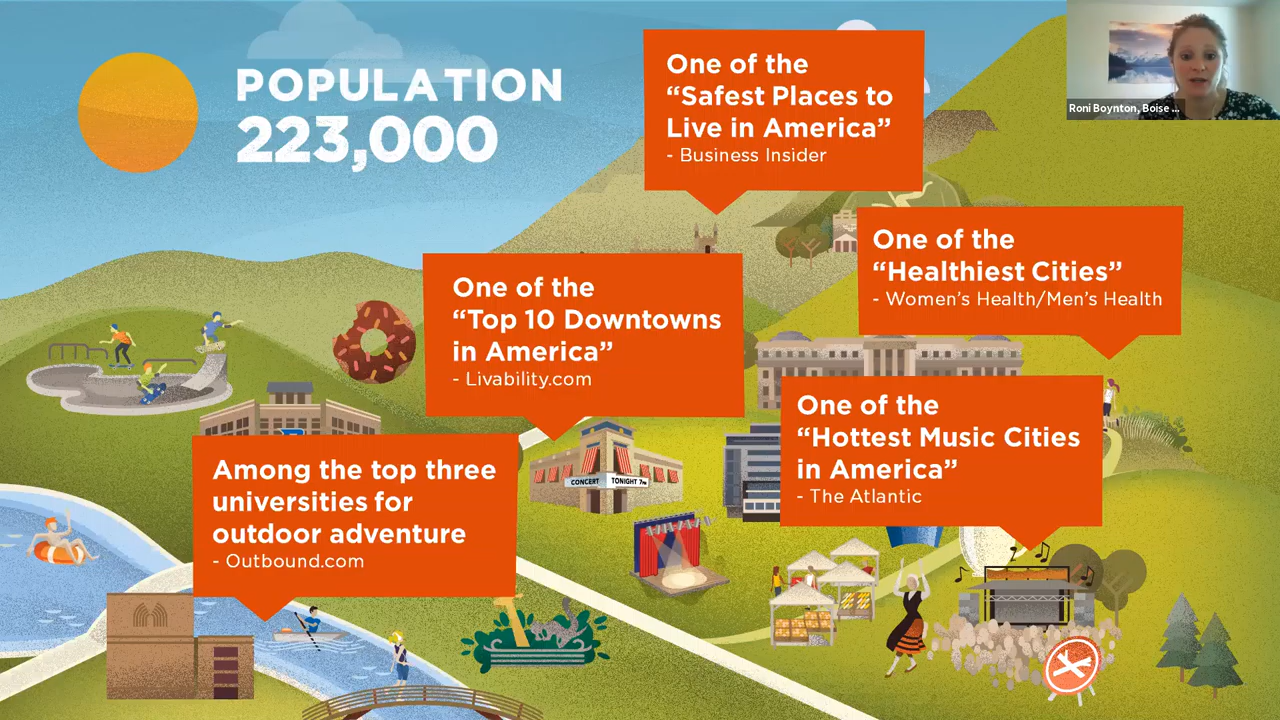 POPULATION
223,000
One of the
“Safest Places to
Live in America”
- Business Insider
Roni Boynton, Boise ...
One of the
“Healthiest Cities”
- Women’s Health/Men’s Health
One of the
“Top 10 Downtowns
in America”
- Livability.com
One of the
“Hottest Music Cities
in America”
- The Atlantic
Among the top three
universities for
outdoor adventure
- Outbound.com
CONCERT TONIGHT 7PM